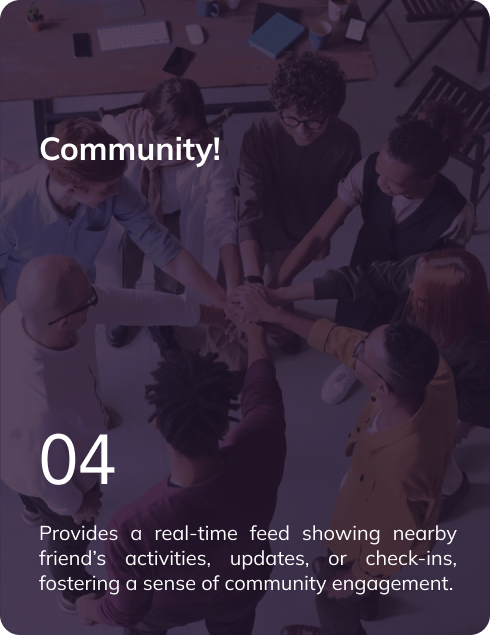 Community!
04
Provides a real-time feed showing nearby
friend's activities, updates, or check-ins,
fostering a sense of community engagement.